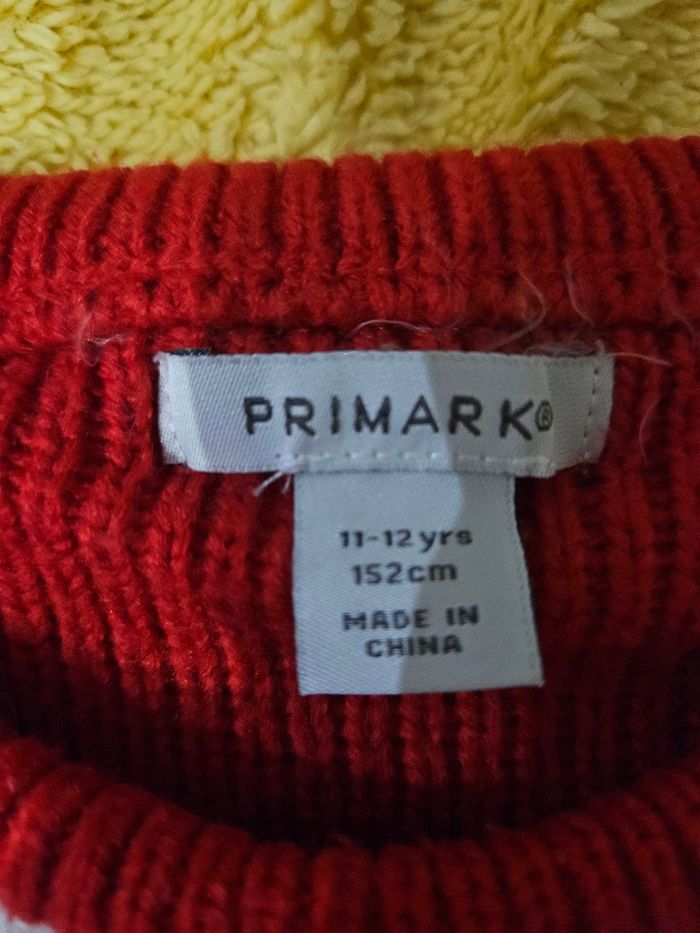 PRIMARK®
11-12 yrs
152cm
MADE IN
CHINA